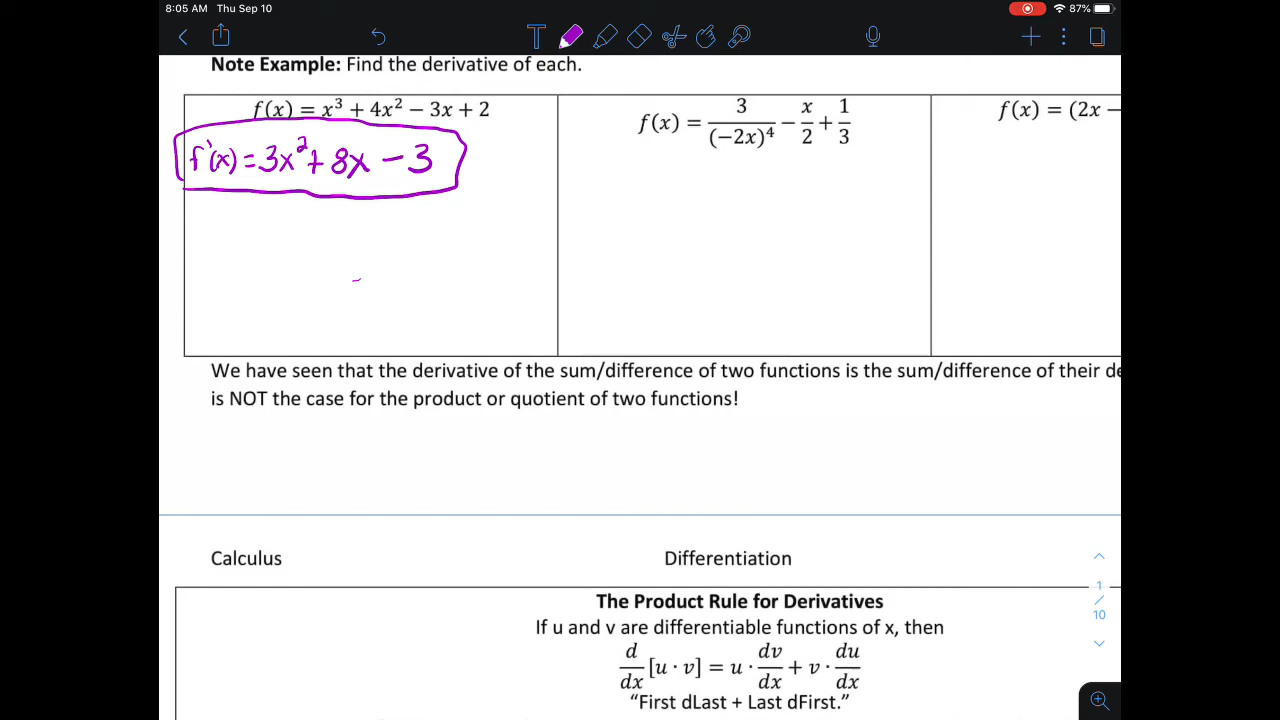 8:05 AM Thu Sep 10 87%
T
Note Example: Find the derivative of each.
f(x) = x³ + 4x² − 3x + 2
f'(x) = 3x² + 8x − 3
f(x) = 3/(−2x)⁴ − x/2 + 1/3
f(x) = (2x −
We have seen that the derivative of the sum/difference of two functions is the sum/difference of their de
is NOT the case for the product or quotient of two functions!
Calculus Differentiation
1
/
10
The Product Rule for Derivatives
If u and v are differentiable functions of x, then
d/dx [u · v] = u · dv/dx + v · du/dx
“First dLast + Last dFirst.”